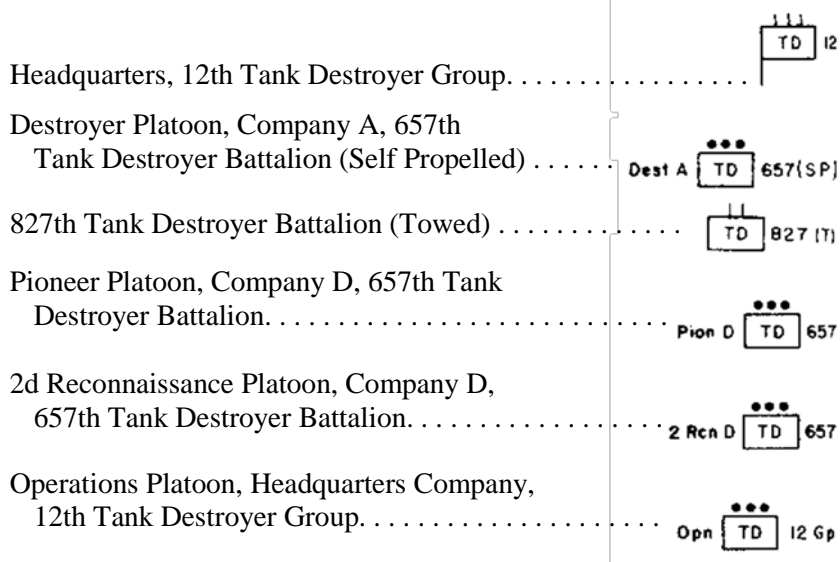 TD 12
Headquarters, 12th Tank Destroyer Group. . . . . . . . . . . . . . . . .
Destroyer Platoon, Company A, 657th
Tank Destroyer Battalion (Self Propelled) . . . . . . Dest A TD 657(SP)
827th Tank Destroyer Battalion (Towed) . . . . . . . . . . . . . TD 827 (T)
Pioneer Platoon, Company D, 657th Tank
Destroyer Battalion. . . . . . . . . . . . . . . . . . . . . . . . . . . . Pion D TD 657
2d Reconnaissance Platoon, Company D,
657th Tank Destroyer Battalion. . . . . . . . . . . . . . . . . . 2 Rcn D TD 657
Operations Platoon, Headquarters Company,
12th Tank Destroyer Group. . . . . . . . . . . . . . . . . . . . . Opn TD 12 Gp